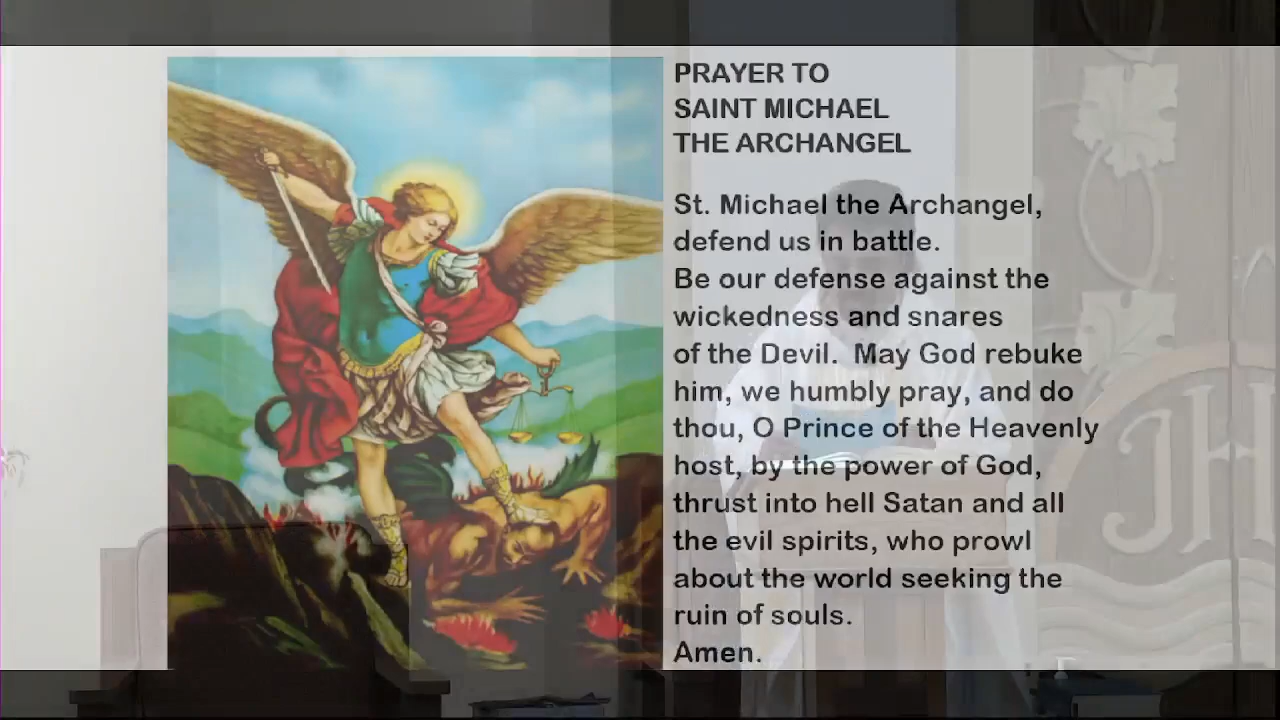 PRAYER TO
SAINT MICHAEL
THE ARCHANGEL
St. Michael the Archangel,
defend us in battle.
Be our defense against the
wickedness and snares
of the Devil.  May God rebuke
him, we humbly pray, and do
thou, O Prince of the Heavenly
host, by the power of God,
thrust into hell Satan and all
the evil spirits, who prowl
about the world seeking the
ruin of souls.
Amen.
JH